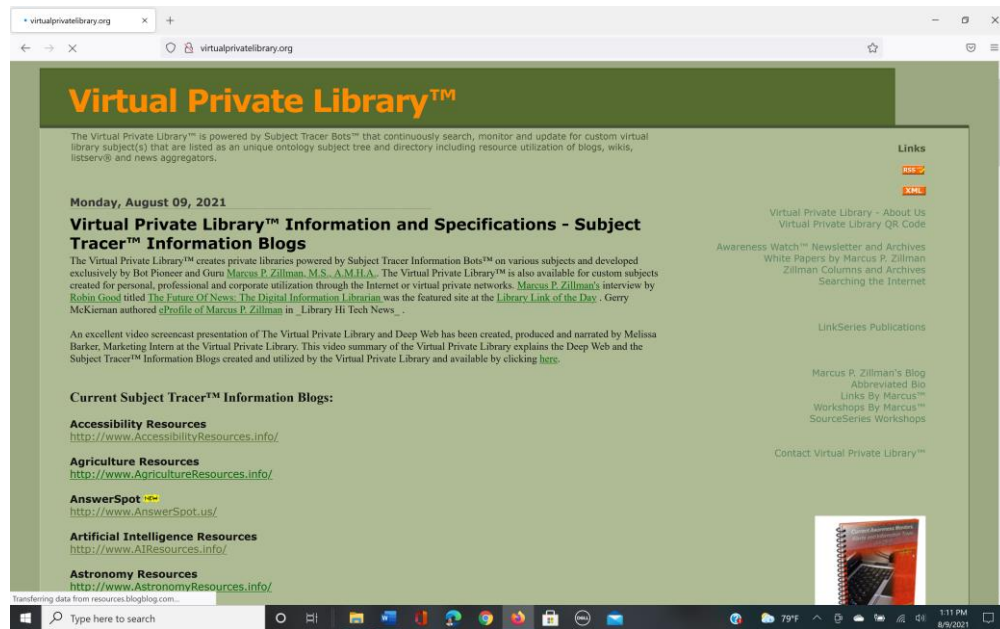 virtualprivatelibrary.org
virtualprivatelibrary.org
Virtual Private Library™
The Virtual Private Library™ is powered by Subject Tracer Bots™ that continuously search, monitor and update for custom virtual
library subject(s) that are listed as an unique ontology subject tree and directory including resource utilization of blogs, wikis,
listserv® and news aggregators.
Links
RSS
XML
Monday, August 09, 2021
Virtual Private Library™ Information and Specifications - Subject
Tracer™ Information Blogs
The Virtual Private Library™ creates private libraries powered by Subject Tracer Information Bots™ on various subjects and developed
exclusively by Bot Pioneer and Guru Marcus P. Zillman, M.S., A.M.H.A.. The Virtual Private Library™ is also available for custom subjects
created for personal, professional and corporate utilization through the Internet or virtual private networks. Marcus P. Zillman's interview by
Robin Good titled The Future Of News: The Digital Information Librarian was the featured site at the Library Link of the Day . Gerry
McKiernan authored eProfile of Marcus P. Zillman in _Library Hi Tech News_ .
An excellent video screencast presentation of The Virtual Private Library and Deep Web has been created, produced and narrated by Melissa
Barker, Marketing Intern at the Virtual Private Library. This video summary of the Virtual Private Library explains the Deep Web and the
Subject Tracer™ Information Blogs created and utilized by the Virtual Private Library and available by clicking here.
Current Subject Tracer™ Information Blogs:
Accessibility Resources
http://www.AccessibilityResources.info/
Agriculture Resources
http://www.AgricultureResources.info/
AnswerSpot NEW
http://www.AnswerSpot.us/
Artificial Intelligence Resources
http://www.AIResources.info/
Astronomy Resources
http://www.AstronomyResources.info/
Virtual Private Library - About Us
Virtual Private Library QR Code
Awareness Watch™ Newsletter and Archives
White Papers by Marcus P. Zillman
Zillman Columns and Archives
Searching the Internet
LinkSeries Publications
Marcus P. Zillman's Blog
Abbreviated Bio
Links By Marcus™
Workshops By Marcus™
SourceSeries Workshops
Contact Virtual Private Library™
Transferring data from resources.blogblog.com...
Type here to search
DELL
79°F
1:11 PM
8/9/2021